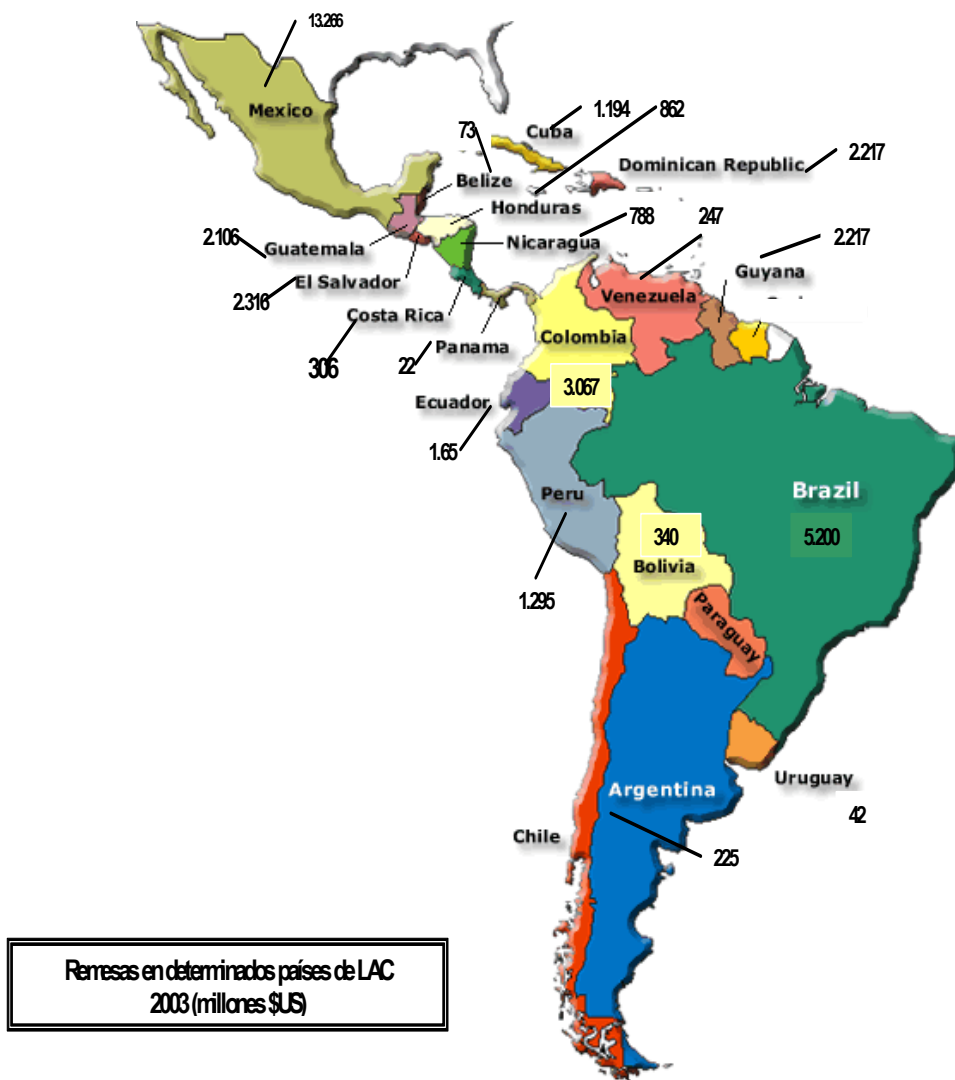 13.266
Mexico
Cuba
1.194
862
73
Dominican Republic
2.217
Belize
Honduras
788
247
2.106
Guatemala
Nicaragua
2.217
Guyana
2.316
El Salvador
Venezuela
Costa Rica
Colombia
306
22
Panama
3.067
Ecuador
1.65
Peru
Brazil
340
5.200
Bolivia
1.295
Paraguay
Uruguay
Argentina
42
Chile
225
Remesas en determinados países de LAC
2003 (millones $US)